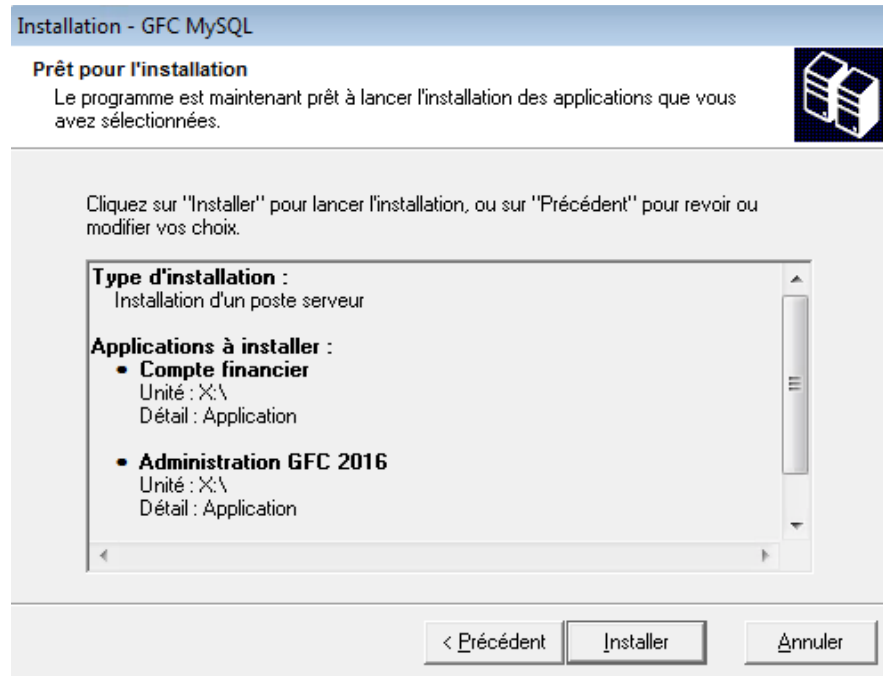 Installation - GFC MySQL
Prêt pour l'installation
Le programme est maintenant prêt à lancer l'installation des applications que vous
avez sélectionnées.
Cliquez sur "Installer" pour lancer l'installation, ou sur "Précédent" pour revoir ou
modifier vos choix.
Type d'installation :
Installation d'un poste serveur
Applications à installer :
• Compte financier
Unité : X:\
Détail : Application
• Administration GFC 2016
Unité : X:\
Détail : Application
< Précédent
Installer
Annuler